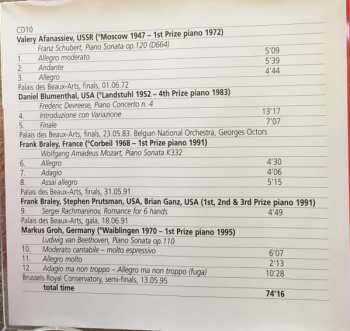 CD10
Valery Afanassiev, USSR (°Moscow 1947 – 1st Prize piano 1972)
Franz Schubert, Piano Sonata op.120 (D664)
1. Allegro moderato 5'09
2. Andante 5'39
3. Allegro 4'44
Palais des Beaux-Arts, finals, 01.06.72
Daniel Blumenthal, USA (°Landstuhl 1952 – 4th Prize piano 1983)
Frederic Devreese, Piano Concerto n. 4
4. Introduzione con Variazione 13'17
5. Finale 7'07
Palais des Beaux-Arts, finals, 23.05.83. Belgian National Orchestra, Georges Octors
Frank Braley, France (°Corbeil 1968 – 1st Prize piano 1991)
Wolfgang Amadeus Mozart, Piano Sonata K332
6. Allegro 4'30
7. Adagio 4'06
8. Assai allegro 5'15
Palais des Beaux-Arts, finals, 31.05.91
Frank Braley, Stephen Prutsman, USA, Brian Ganz, USA (1st, 2nd & 3rd Prize piano 1991)
9. Sergei Rachmaninov, Romance for 6 hands 4'49
Palais des Beaux-Arts, gala, 18.06.91
Markus Groh, Germany (°Waiblingen 1970 – 1st Prize piano 1995)
Ludwig van Beethoven, Piano Sonata op.110
10. Moderato cantabile – molto espressivo 6'07
11. Allegro molto 2'13
12. Adagio ma non troppo – Allegro ma non troppo (fuga) 10'28
Brussels Royal Conservatory, semi-finals, 13.05.95
total time 74'16